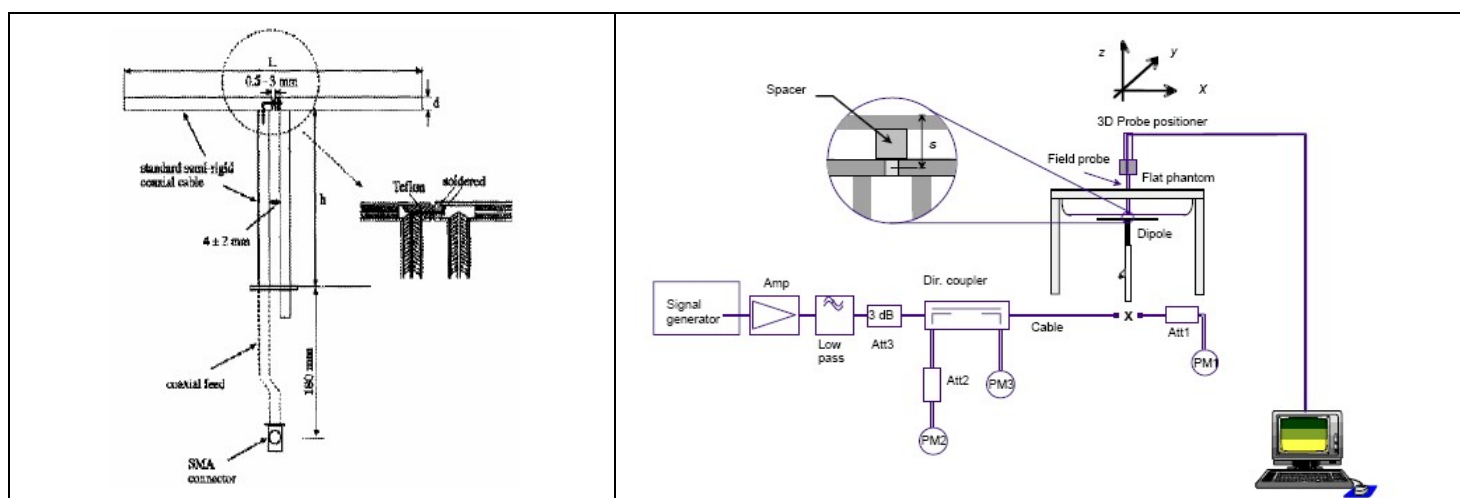 L
0.5 - 3 mm
d
standard semi-rigid
coaxial cable
h
Teflon
soldered
4 ± 2 mm
coaxial feed
180 mm
SMA
connector
z
y
X
Spacer
s
3D Probe positioner
Field probe
Flat phantom
Dipole
Signal
generator
Amp
Low
pass
3 dB
Att3
Dir. coupler
Cable
x
Att1
PM1
Att2
PM3
PM2